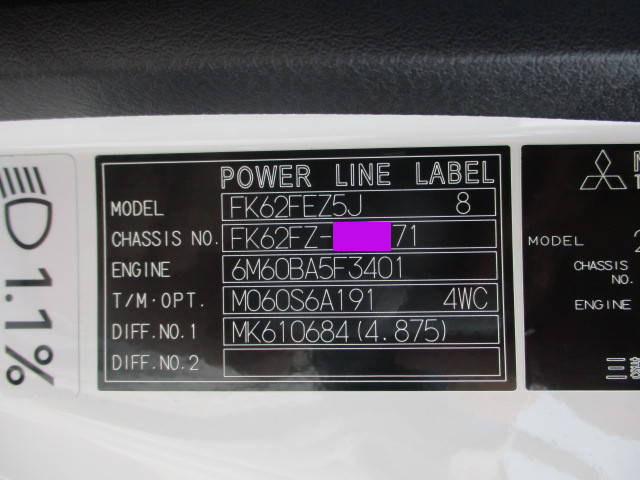 POWER LINE LABEL
MODEL FK62FEZ5J 8
CHASSIS NO. FK62FZ- 71
ENGINE 6M60BA5F3401
T/M·OPT. M060S6A191 4WC
DIFF.NO.1 MK610684(4.875)
DIFF.NO.2
1.1%
MODEL 2
CHASSIS
NO.
ENGINE